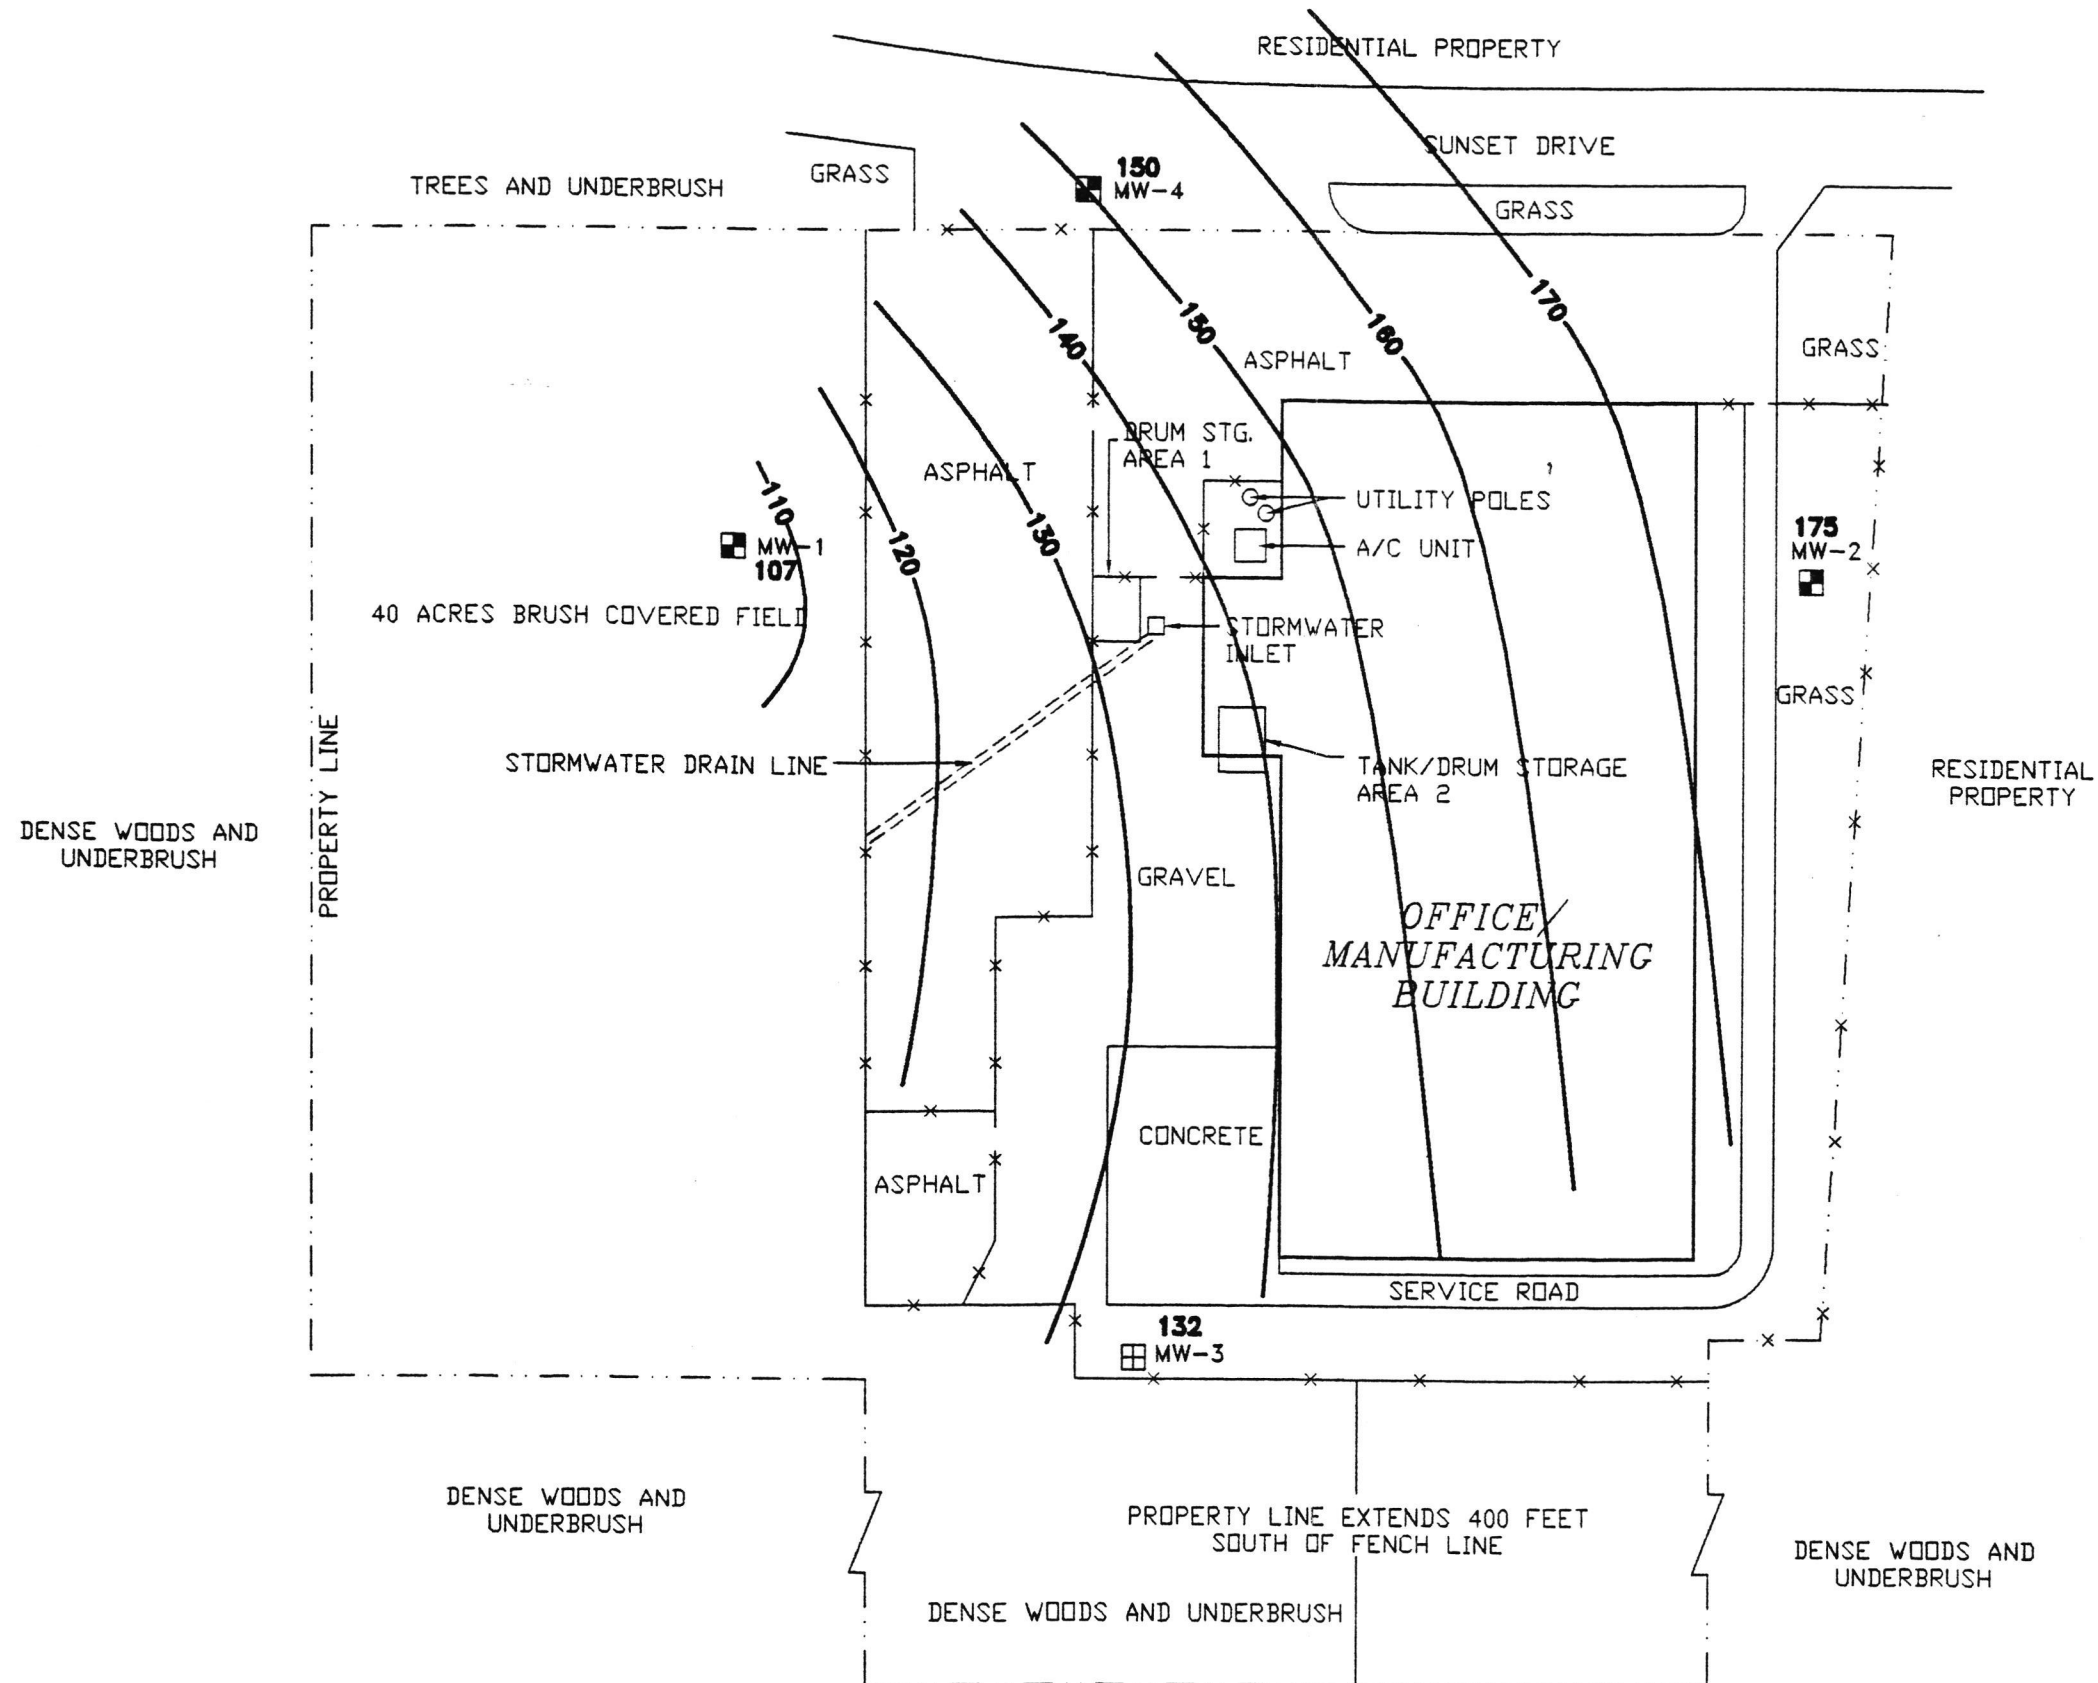 RESIDENTIAL PROPERTY
SUNSET DRIVE
GRASS
TREES AND UNDERBRUSH
GRASS
150
MW-4
170
160
150
140
ASPHALT
GRASS
DRUM STG.
AREA 1
ASPHALT
UTILITY POLES
110
130
120
A/C UNIT
175
MW-2
MW-1
107
40 ACRES BRUSH COVERED FIELD
STORMWATER
INLET
GRASS
STORMWATER DRAIN LINE
TANK/DRUM STORAGE
AREA 2
RESIDENTIAL
PROPERTY
PROPERTY LINE
DENSE WOODS AND
UNDERBRUSH
GRAVEL
OFFICE/
MANUFACTURING
BUILDING
CONCRETE
ASPHALT
SERVICE ROAD
132
MW-3
DENSE WOODS AND
UNDERBRUSH
PROPERTY LINE EXTENDS 400 FEET
SOUTH OF FENCH LINE
DENSE WOODS AND
UNDERBRUSH
DENSE WOODS AND UNDERBRUSH